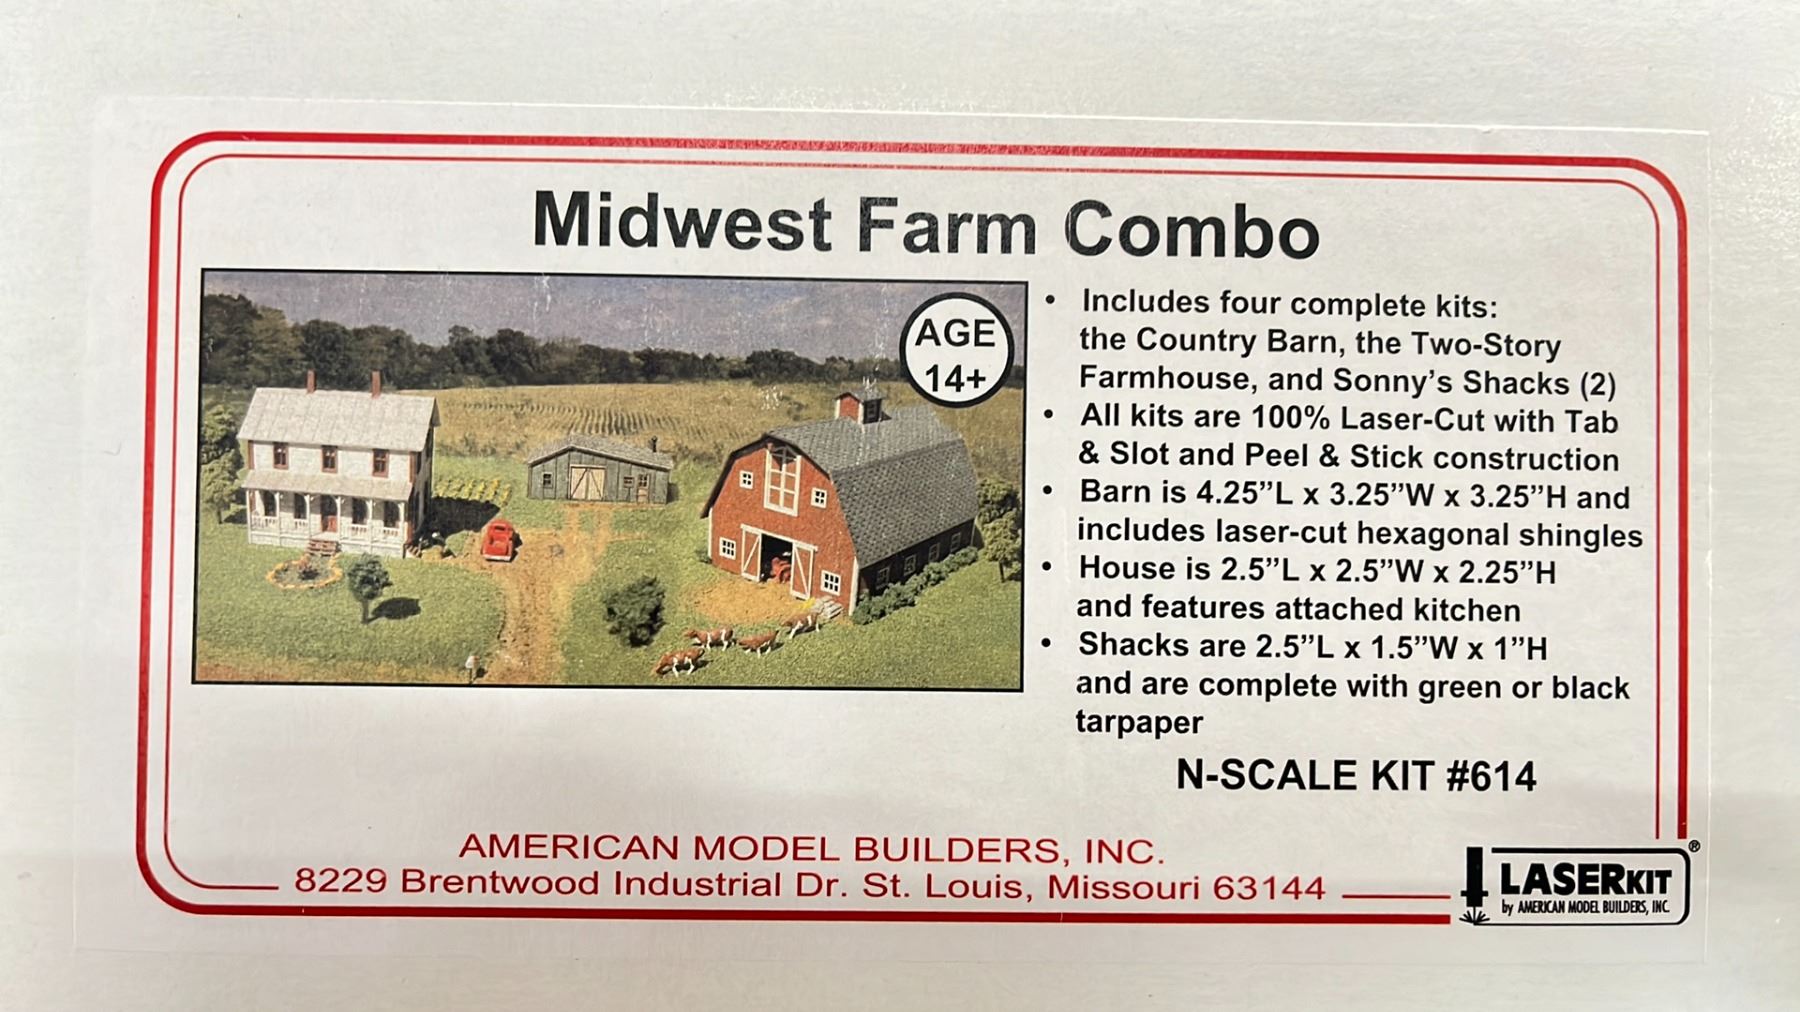 Midwest Farm Combo
AGE
14+
• Includes four complete kits:
the Country Barn, the Two-Story
Farmhouse, and Sonny’s Shacks (2)
• All kits are 100% Laser-Cut with Tab
& Slot and Peel & Stick construction
• Barn is 4.25”L x 3.25”W x 3.25”H and
includes laser-cut hexagonal shingles
• House is 2.5”L x 2.5”W x 2.25”H
and features attached kitchen
• Shacks are 2.5”L x 1.5”W x 1”H
and are complete with green or black
tarpaper
N-SCALE KIT #614
AMERICAN MODEL BUILDERS, INC.
8229 Brentwood Industrial Dr. St. Louis, Missouri 63144
LASERKIT®
by AMERICAN MODEL BUILDERS, INC.